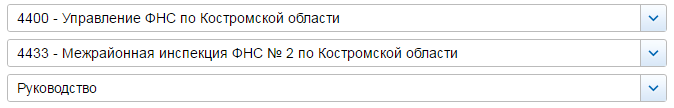 4400 - Управление ФНС по Костромской области
4433 - Межрайонная инспекция ФНС № 2 по Костромской области
Руководство